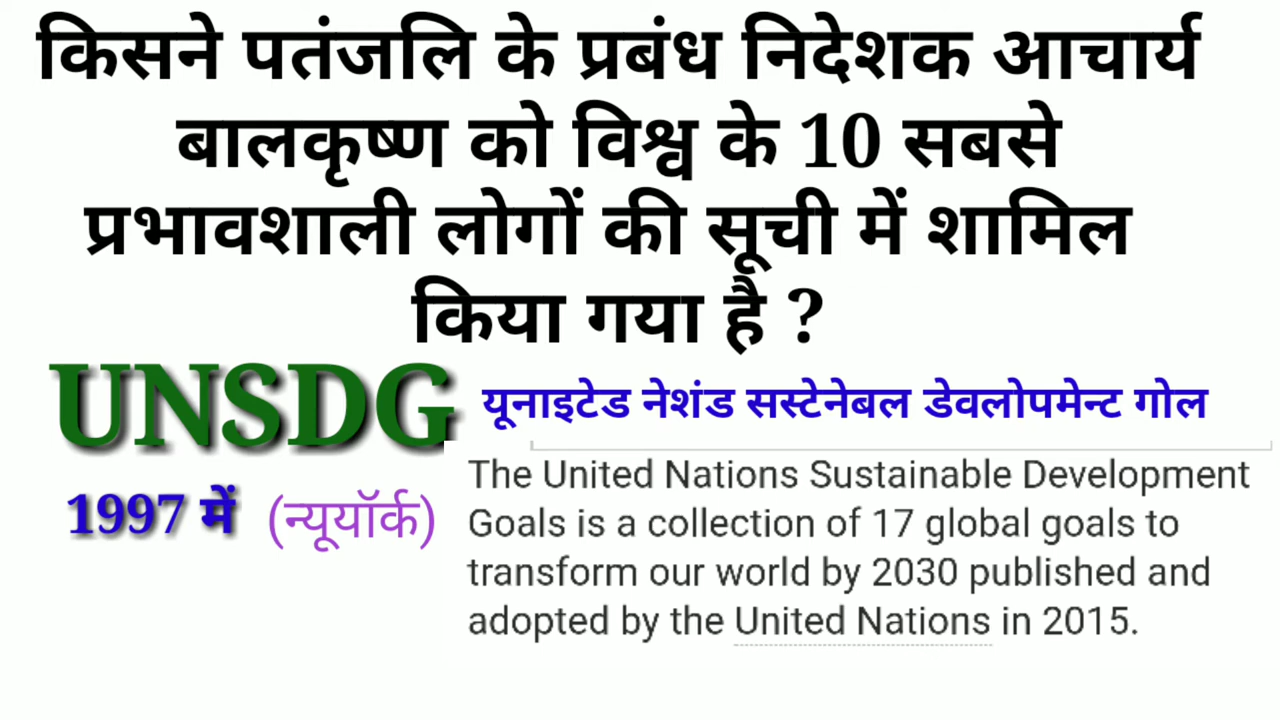 किसने पतंजलि के प्रबंध निदेशक आचार्य
बालकृष्ण को विश्व के 10 सबसे
प्रभावशाली लोगों की सूची में शामिल
किया गया है ?
UNSDG
यूनाइटेड नेशंड सस्टेनेबल डेवलोपमेन्ट गोल
1997 में (न्यूयॉर्क)
The United Nations Sustainable Development
Goals is a collection of 17 global goals to
transform our world by 2030 published and
adopted by the United Nations in 2015.